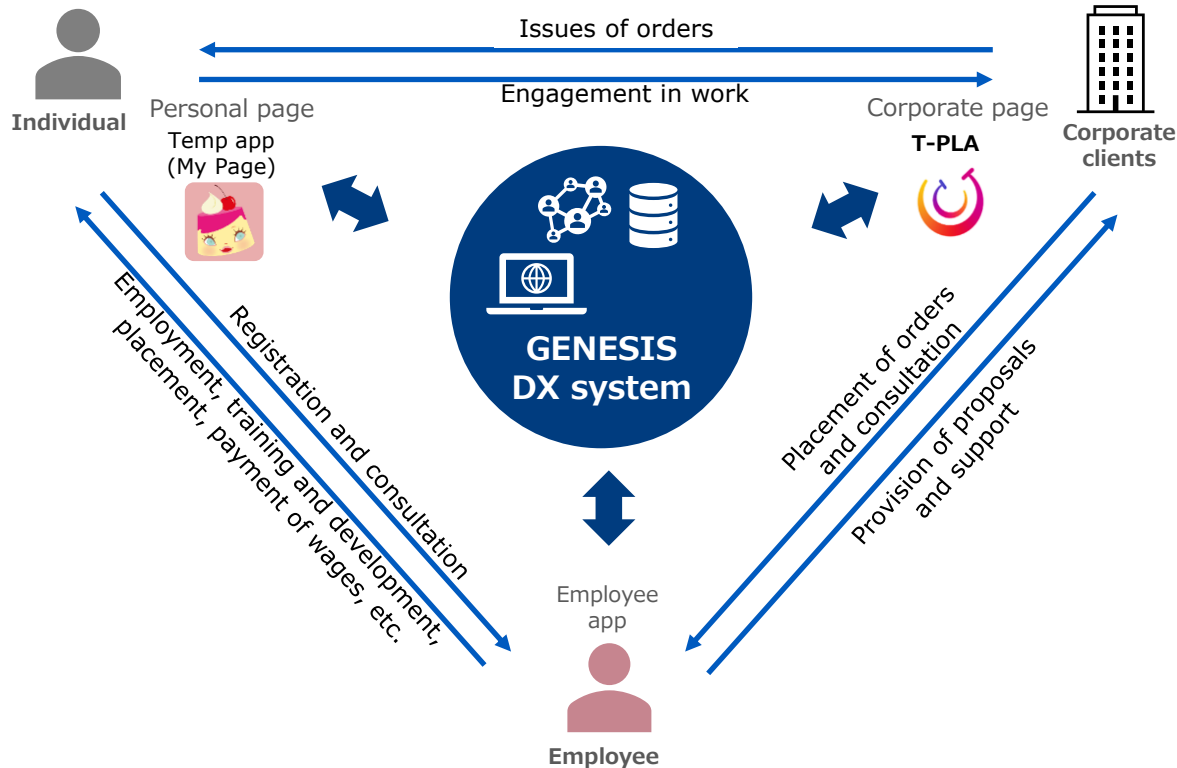 Issues of orders
Engagement in work
Individual
Personal page
Temp app
(My Page)
Corporate page
T-PLA
Corporate
clients
GENESIS
DX system
Registration and consultation
Employment, training and development,
placement, payment of wages, etc.
Placement of orders
and consultation
Provision of proposals
and support
Employee
app
Employee